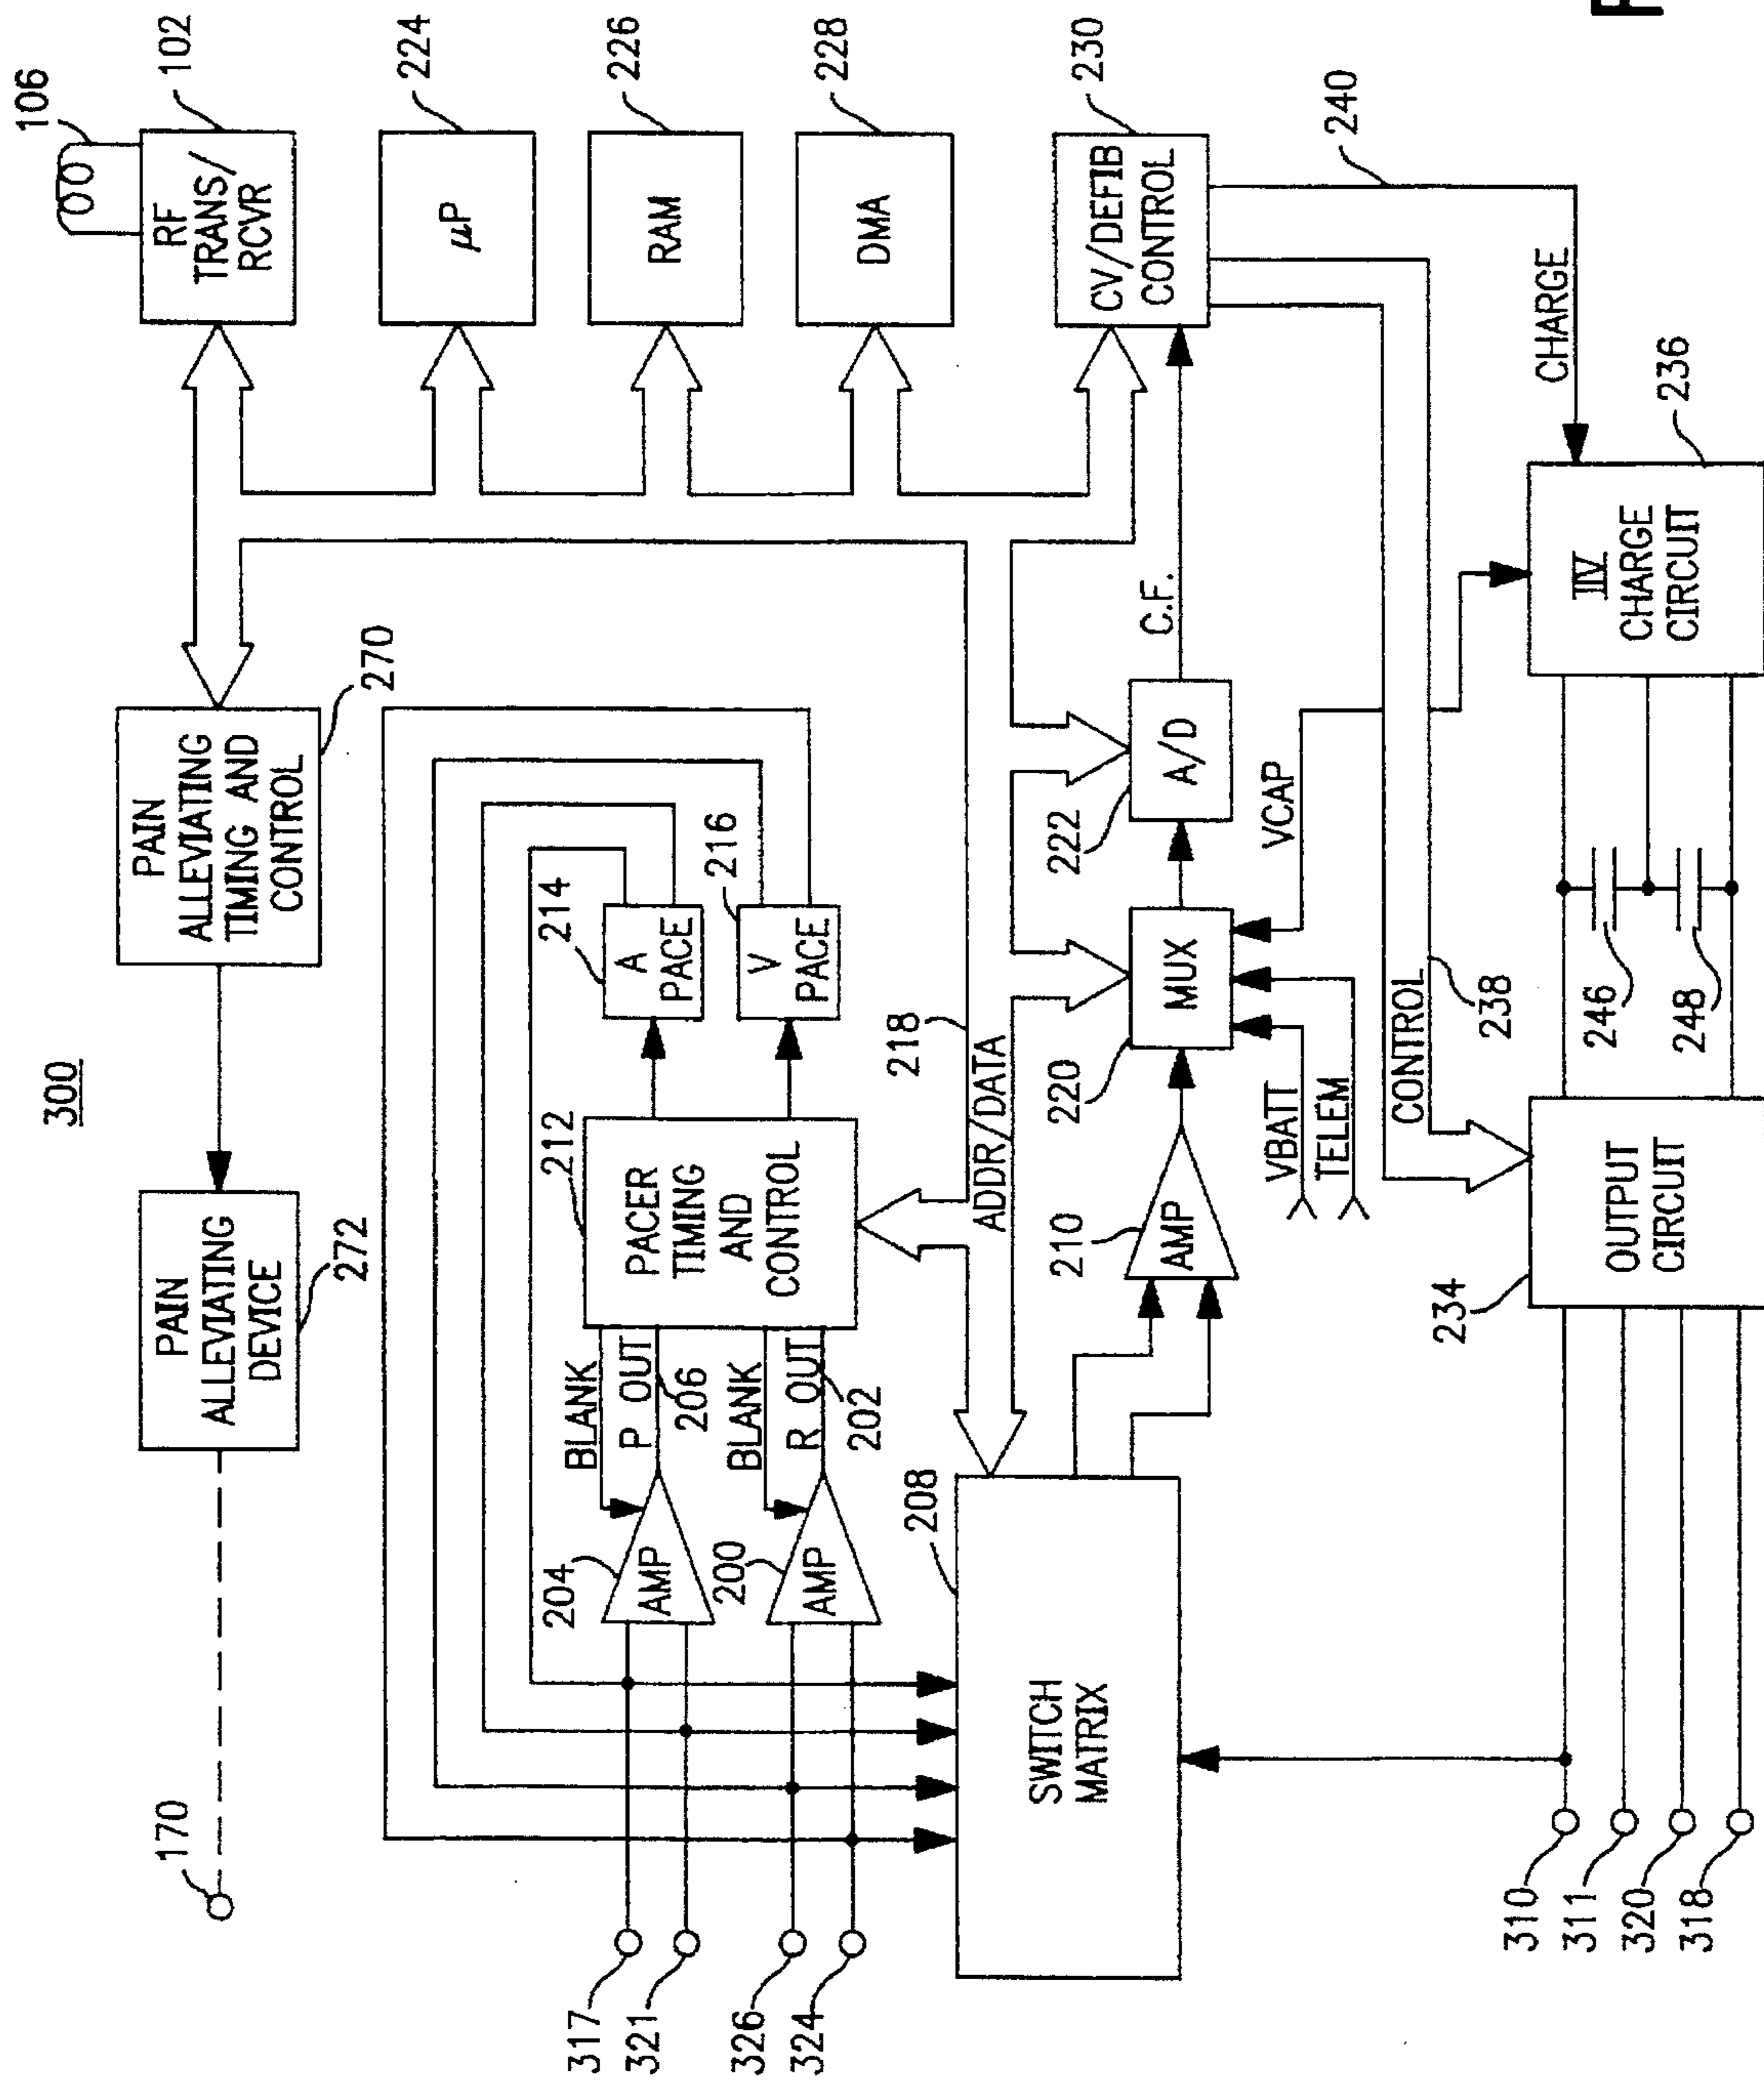 106
300
170
PAIN
ALLEVIATING
DEVICE
272
PAIN
ALLEVIATING
TIMING AND
CONTROL
270
RF
TRANS/
RCVR
102
224
μP
226
RAM
228
DMA
317
321
326
324
204
AMP
200
AMP
BLANK
P OUT
206
BLANK
R OUT
202
212
PACER
TIMING
AND
CONTROL
214
A
PACE
216
V
PACE
218
ADDR/DATA
208
SWITCH
MATRIX
210
AMP
220
MUX
222
A/D
C.F.
230
CV/DEFIB
CONTROL
240
VBATT
TELEM
VCAP
CONTROL
238
CHARGE
310
311
320
318
234
OUTPUT
CIRCUIT
246
248
IIV
CHARGE
CIRCUIT
236